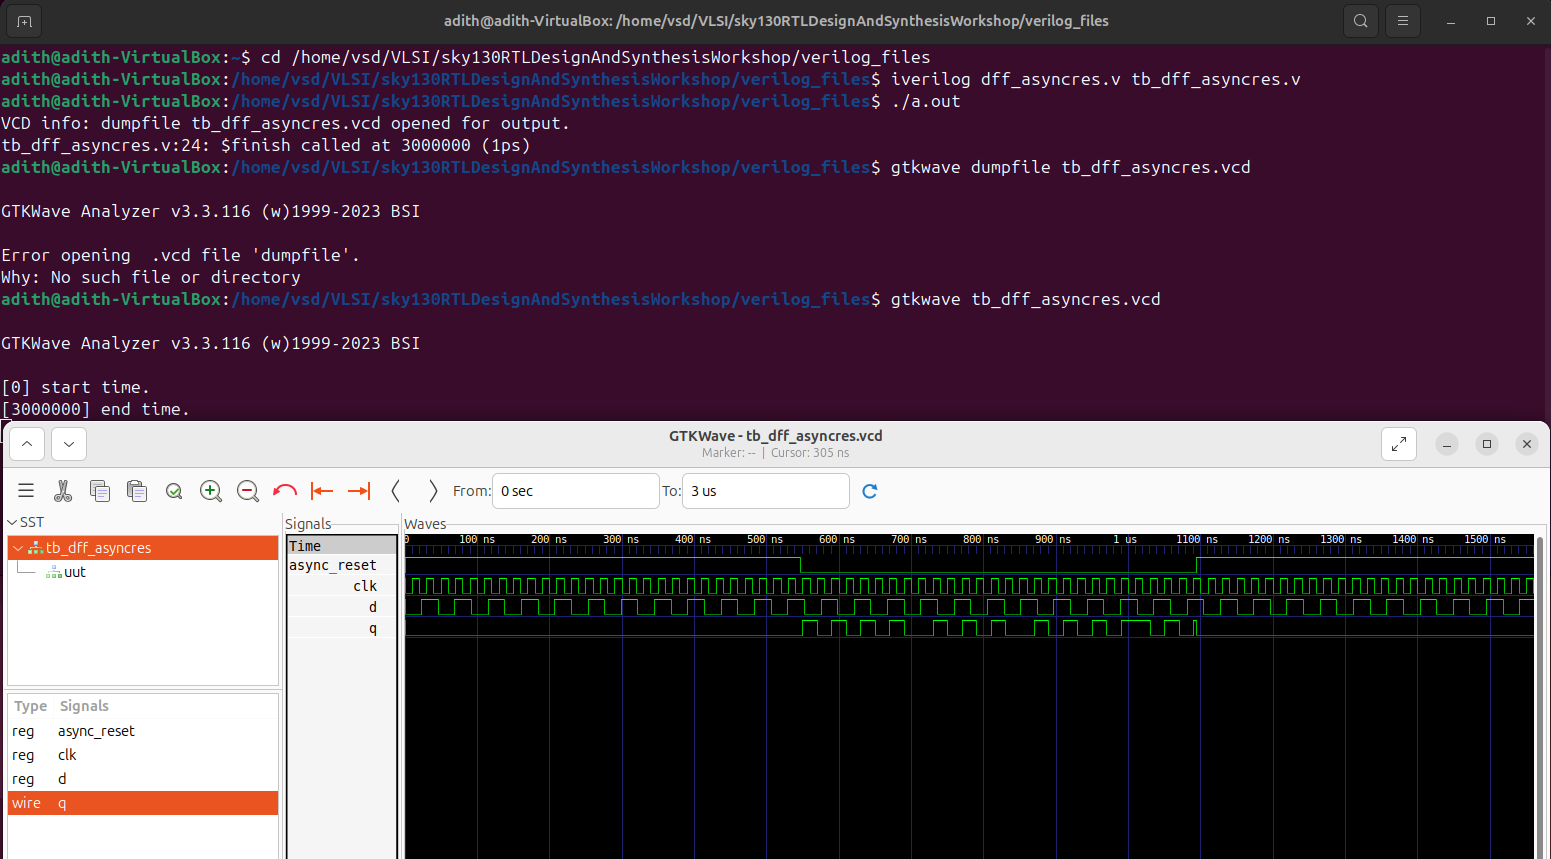 adith@adith-VirtualBox: /home/vsd/VLSI/sky130RTLDesignAndSynthesisWorkshop/verilog_files
adith@adith-VirtualBox:~$ cd /home/vsd/VLSI/sky130RTLDesignAndSynthesisWorkshop/verilog_files
adith@adith-VirtualBox:/home/vsd/VLSI/sky130RTLDesignAndSynthesisWorkshop/verilog_files$ iverilog dff_asyncres.v tb_dff_asyncres.v
adith@adith-VirtualBox:/home/vsd/VLSI/sky130RTLDesignAndSynthesisWorkshop/verilog_files$ ./a.out
VCD info: dumpfile tb_dff_asyncres.vcd opened for output.
tb_dff_asyncres.v:24: $finish called at 3000000 (1ps)
adith@adith-VirtualBox:/home/vsd/VLSI/sky130RTLDesignAndSynthesisWorkshop/verilog_files$ gtkwave dumpfile tb_dff_asyncres.vcd
GTKWave Analyzer v3.3.116 (w)1999-2023 BSI
Error opening  .vcd file 'dumpfile'.
Why: No such file or directory
adith@adith-VirtualBox:/home/vsd/VLSI/sky130RTLDesignAndSynthesisWorkshop/verilog_files$ gtkwave tb_dff_asyncres.vcd
GTKWave Analyzer v3.3.116 (w)1999-2023 BSI
[0] start time.
[3000000] end time.
GTKWave - tb_dff_asyncres.vcd
Marker: -- | Cursor: 305 ns
From: 0 sec To: 3 us
SST
tb_dff_asyncres
uut
Type Signals
reg async_reset
reg clk
reg d
wire q
Signals
Time
async_reset
clk
d
q
Waves
0 100 ns 200 ns 300 ns 400 ns 500 ns 600 ns 700 ns 800 ns 900 ns 1 us 1100 ns 1200 ns 1300 ns 1400 ns 1500 ns